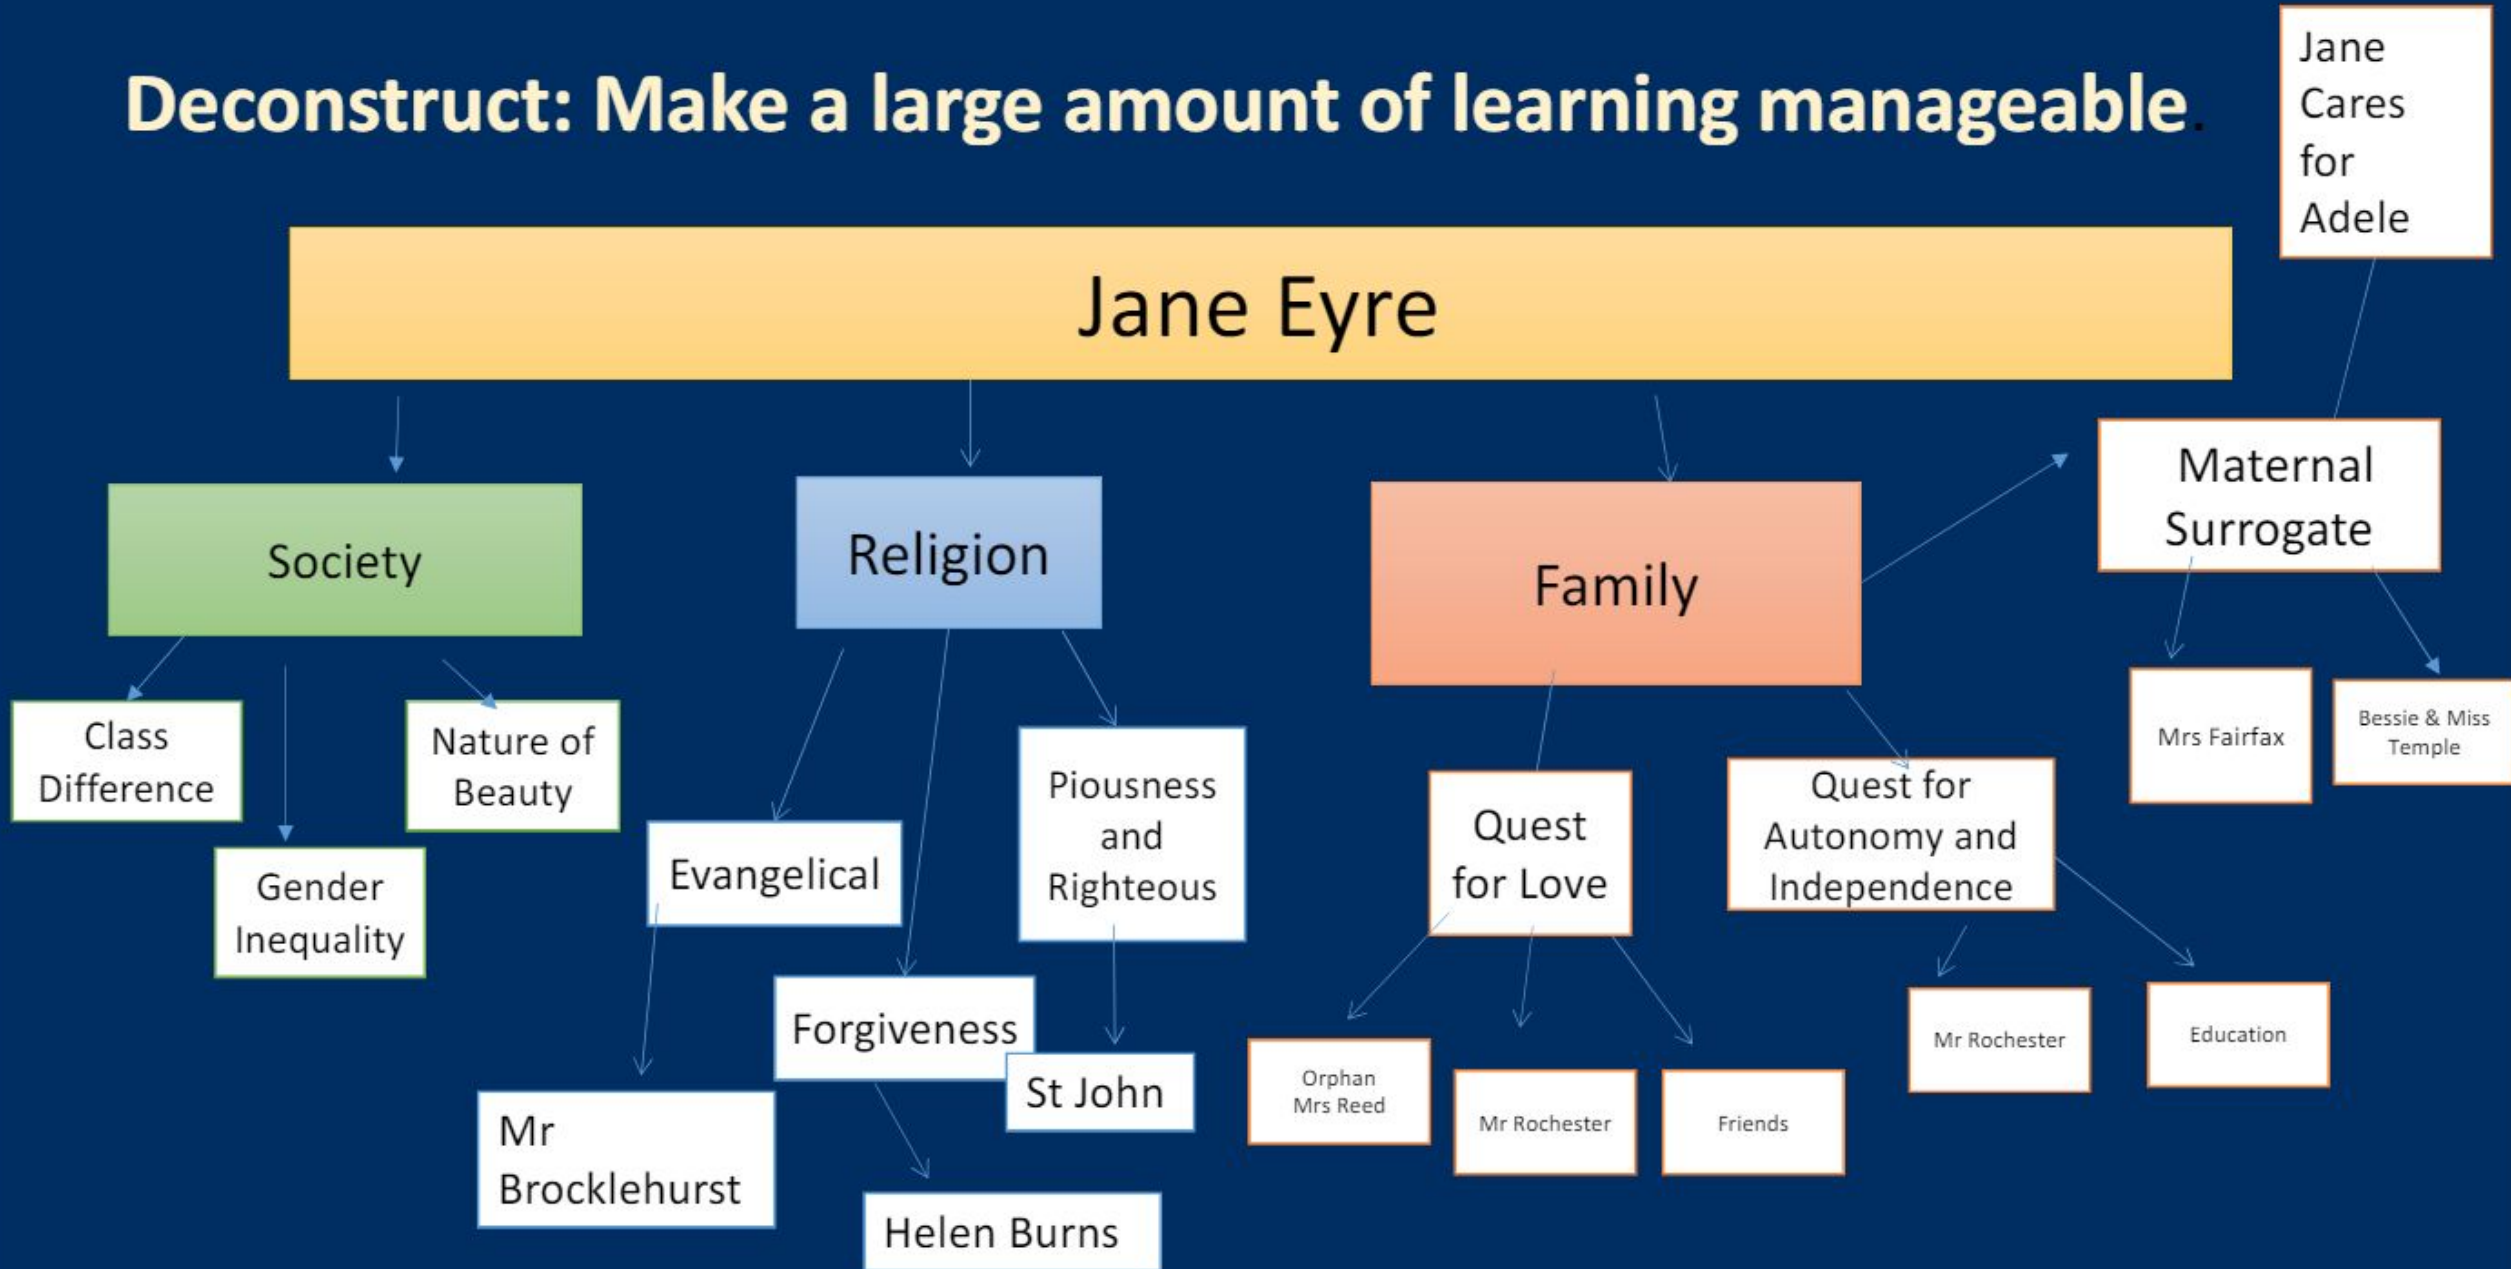 Deconstruct: Make a large amount of learning manageable.
Jane
Cares
for
Adele
Jane Eyre
Society
Religion
Family
Maternal
Surrogate
Class
Difference
Gender
Inequality
Nature of
Beauty
Evangelical
Forgiveness
Piousness
and
Righteous
Mr
Brocklehurst
Helen Burns
St John
Quest
for Love
Quest for
Autonomy and
Independence
Orphan
Mrs Reed
Mr Rochester
Friends
Mr Rochester
Education
Mrs Fairfax
Bessie & Miss
Temple